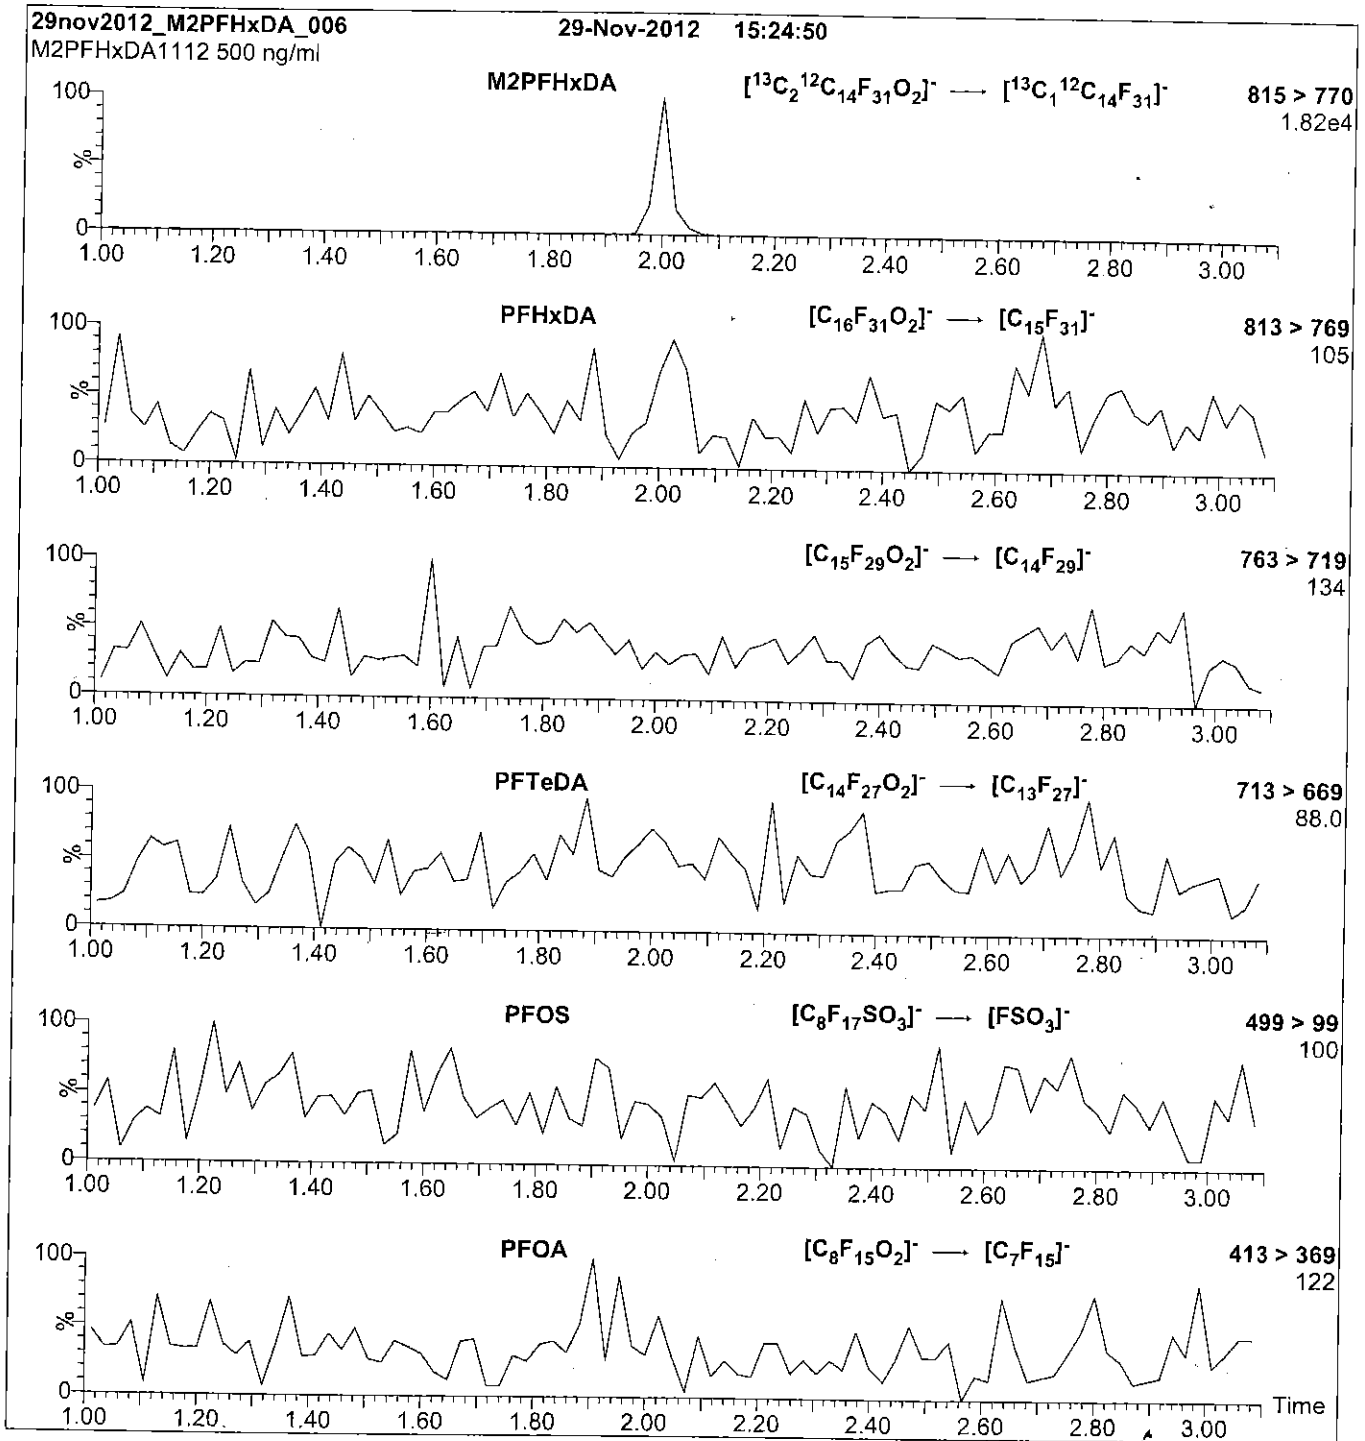 29nov2012_M2PFHxDA_006 29-Nov-2012 15:24:50
M2PFHxDA1112 500 ng/ml
M2PFHxDA [¹³C₂¹²C₁₄F₃₁O₂]⁻ → [¹³C₁¹²C₁₄F₃₁]⁻ 815 > 770
1.82e4
100
%
0
1.00 1.20 1.40 1.60 1.80 2.00 2.20 2.40 2.60 2.80 3.00
PFHxDA [C₁₆F₃₁O₂]⁻ → [C₁₅F₃₁]⁻ 813 > 769
105
100
%
0
1.00 1.20 1.40 1.60 1.80 2.00 2.20 2.40 2.60 2.80 3.00
[C₁₅F₂₉O₂]⁻ → [C₁₄F₂₉]⁻ 763 > 719
134
100
%
0
1.00 1.20 1.40 1.60 1.80 2.00 2.20 2.40 2.60 2.80 3.00
PFTeDA [C₁₄F₂₇O₂]⁻ → [C₁₃F₂₇]⁻ 713 > 669
88.0
100
%
0
1.00 1.20 1.40 1.60 1.80 2.00 2.20 2.40 2.60 2.80 3.00
PFOS [C₈F₁₇SO₃]⁻ → [FSO₃]⁻ 499 > 99
100
100
%
0
1.00 1.20 1.40 1.60 1.80 2.00 2.20 2.40 2.60 2.80 3.00
PFOA [C₈F₁₅O₂]⁻ → [C₇F₁₅]⁻ 413 > 369
122
100
%
0
1.00 1.20 1.40 1.60 1.80 2.00 2.20 2.40 2.60 2.80 3.00 Time